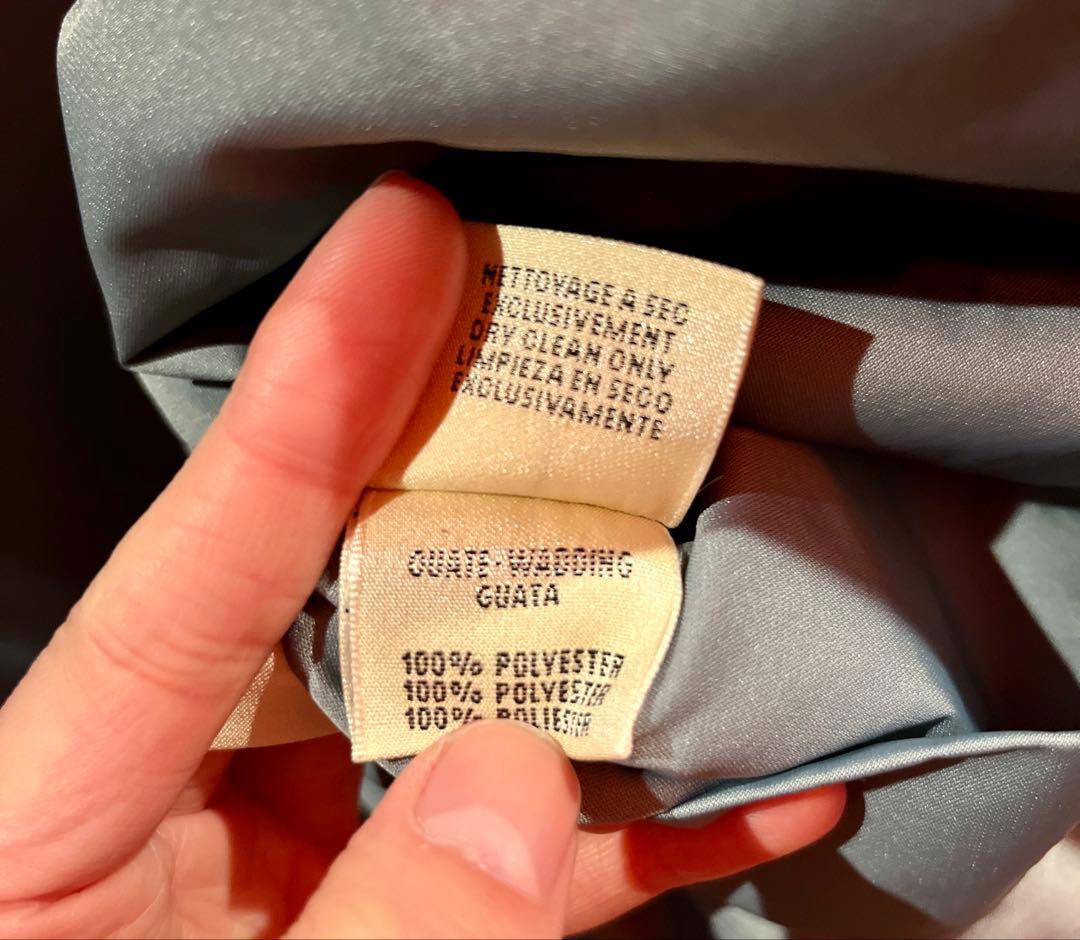 NETTOYAGE A SEC
EXCLUSIVEMENT
DRY CLEAN ONLY
LIMPIEZA EN SECO
EXCLUSIVAMENTE
OUATE-WADDING
GUATA
100% POLYESTER
100% POLYESTER
100% POLIESTER